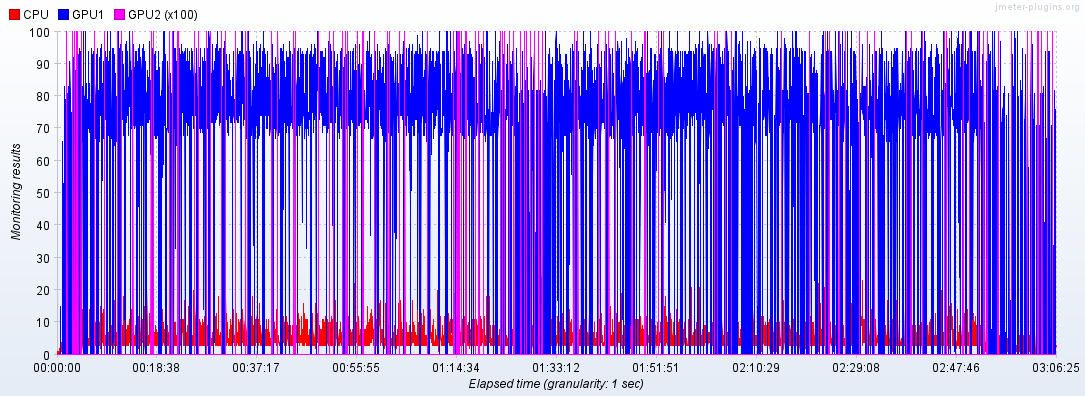 CPU GPU1 GPU2 (x100)
jmeter-plugins.org
100
90
80
70
60
50
40
30
20
10
0
Monitoring results
00:00:00 00:18:38 00:37:17 00:55:55 01:14:34 01:33:12 01:51:51 02:10:29 02:29:08 02:47:46 03:06:25
Elapsed time (granularity: 1 sec)